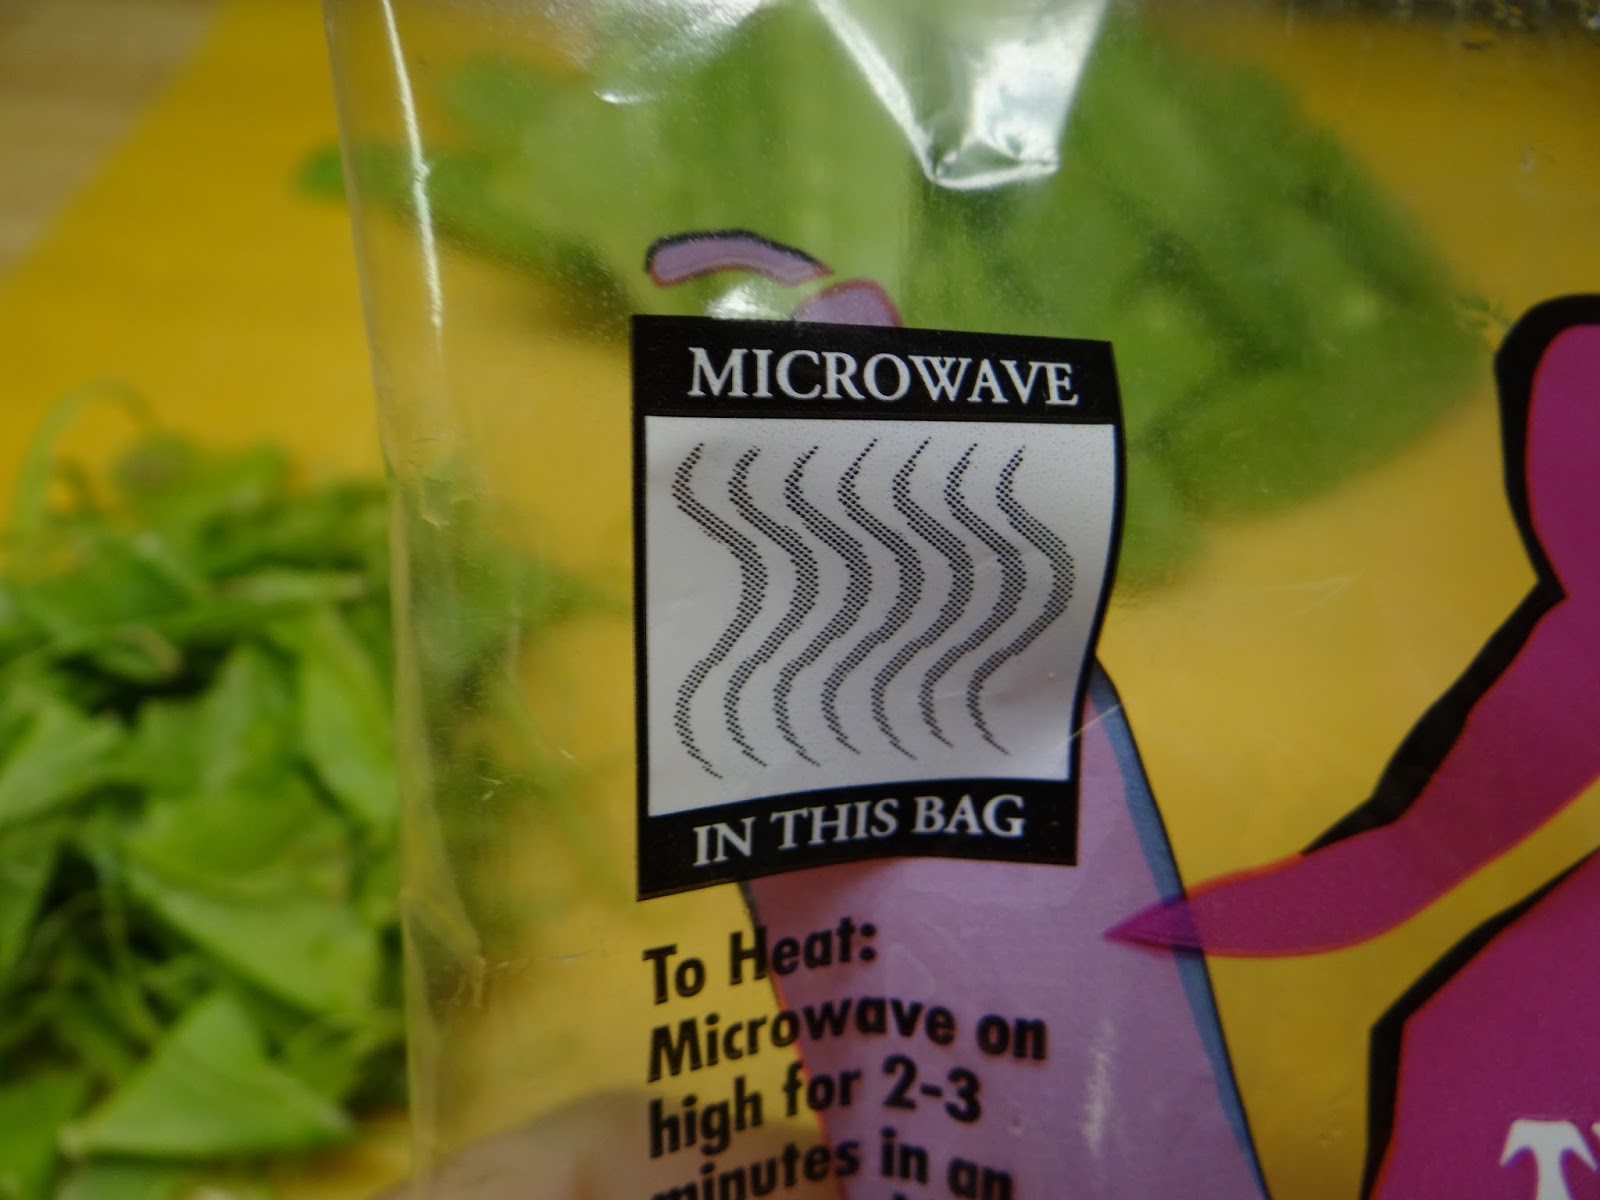 MICROWAVE
IN THIS BAG
To Heat:
Microwave on
high for 2-3
minutes in an
T